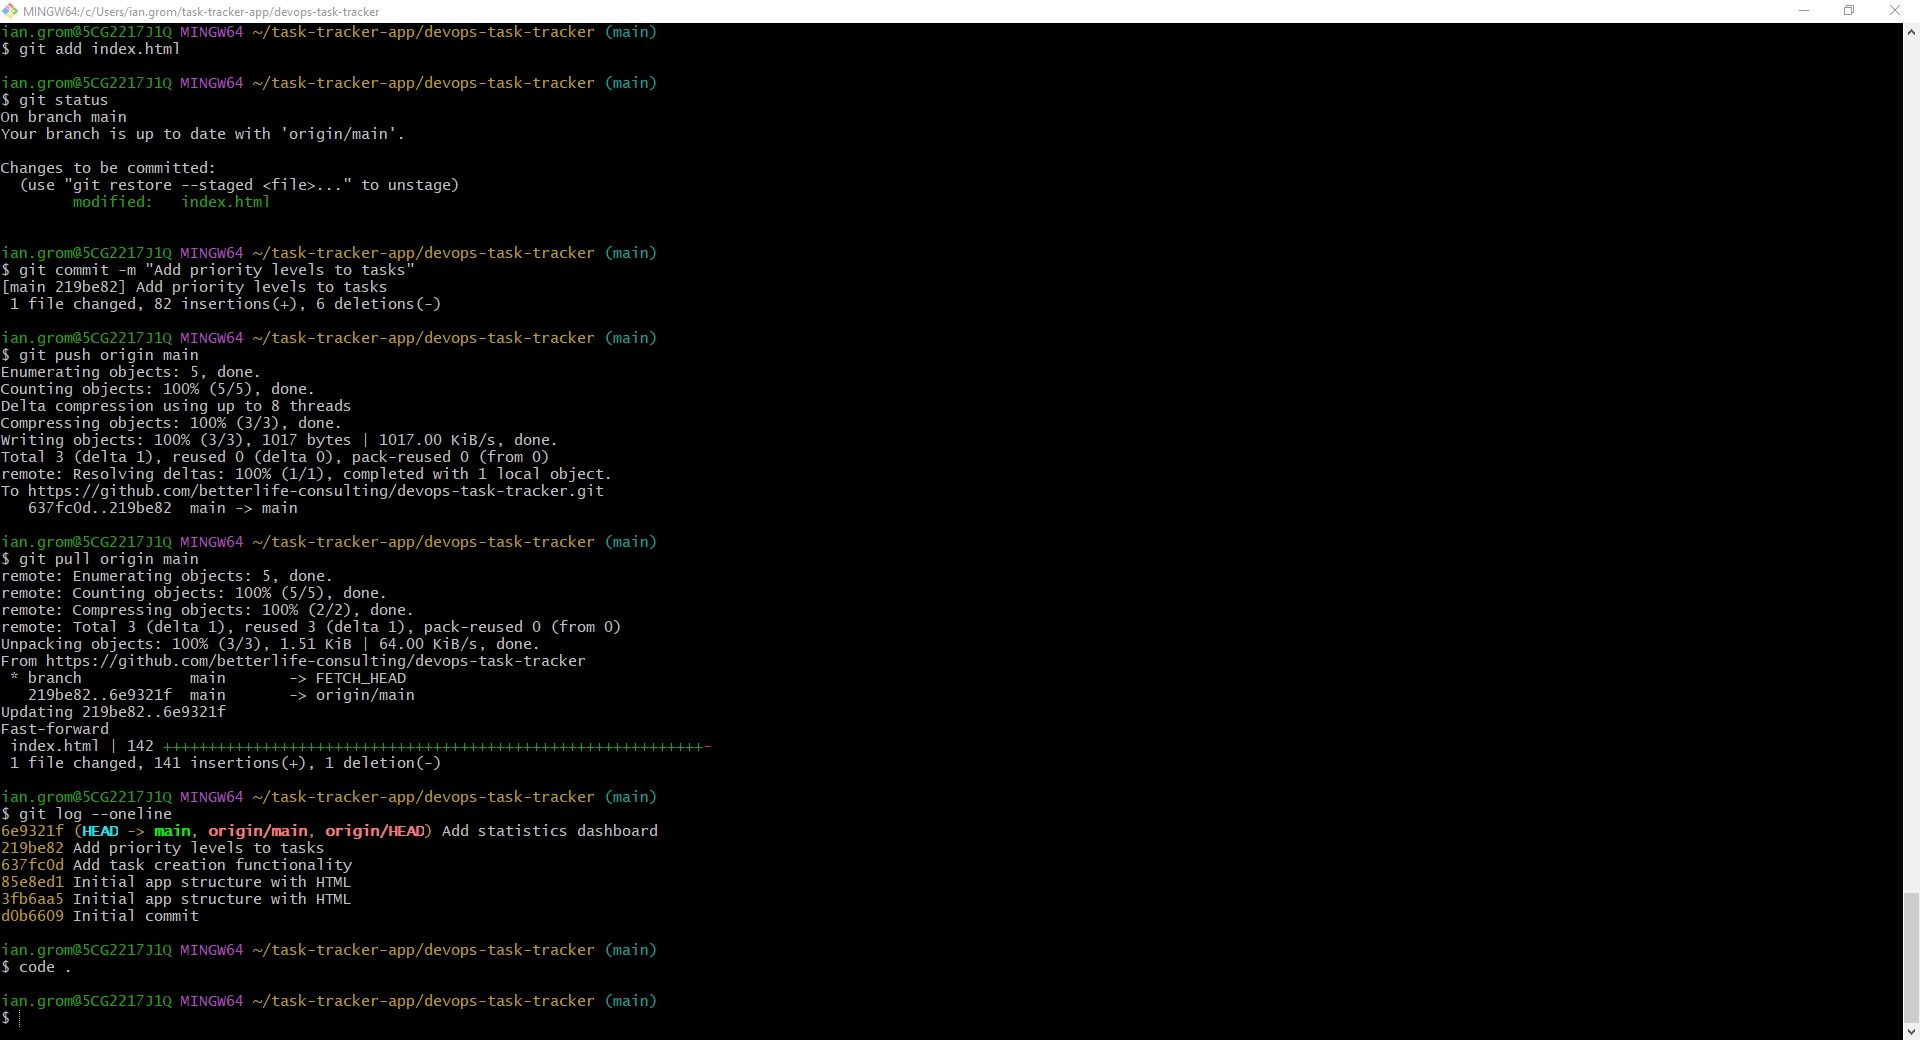 MINGW64:/c/Users/ian.grom/task-tracker-app/devops-task-tracker
ian.grom@5CG2217J1Q MINGW64 ~/task-tracker-app/devops-task-tracker (main)
$ git add index.html
ian.grom@5CG2217J1Q MINGW64 ~/task-tracker-app/devops-task-tracker (main)
$ git status
On branch main
Your branch is up to date with 'origin/main'.
Changes to be committed:
  (use "git restore --staged <file>..." to unstage)
        modified:   index.html
ian.grom@5CG2217J1Q MINGW64 ~/task-tracker-app/devops-task-tracker (main)
$ git commit -m "Add priority levels to tasks"
[main 219be82] Add priority levels to tasks
 1 file changed, 82 insertions(+), 6 deletions(-)
ian.grom@5CG2217J1Q MINGW64 ~/task-tracker-app/devops-task-tracker (main)
$ git push origin main
Enumerating objects: 5, done.
Counting objects: 100% (5/5), done.
Delta compression using up to 8 threads
Compressing objects: 100% (3/3), done.
Writing objects: 100% (3/3), 1017 bytes | 1017.00 KiB/s, done.
Total 3 (delta 1), reused 0 (delta 0), pack-reused 0 (from 0)
remote: Resolving deltas: 100% (1/1), completed with 1 local object.
To https://github.com/betterlife-consulting/devops-task-tracker.git
   637fc0d..219be82  main -> main
ian.grom@5CG2217J1Q MINGW64 ~/task-tracker-app/devops-task-tracker (main)
$ git pull origin main
remote: Enumerating objects: 5, done.
remote: Counting objects: 100% (5/5), done.
remote: Compressing objects: 100% (2/2), done.
remote: Total 3 (delta 1), reused 3 (delta 1), pack-reused 0 (from 0)
Unpacking objects: 100% (3/3), 1.51 KiB | 64.00 KiB/s, done.
From https://github.com/betterlife-consulting/devops-task-tracker
 * branch            main       -> FETCH_HEAD
   219be82..6e9321f  main       -> origin/main
Updating 219be82..6e9321f
Fast-forward
 index.html | 142 ++++++++++++++++++++++++++++++++++++++++++++++++++++++++++++-
 1 file changed, 141 insertions(+), 1 deletion(-)
ian.grom@5CG2217J1Q MINGW64 ~/task-tracker-app/devops-task-tracker (main)
$ git log --oneline
6e9321f (HEAD -> main, origin/main, origin/HEAD) Add statistics dashboard
219be82 Add priority levels to tasks
637fc0d Add task creation functionality
85e8ed1 Initial app structure with HTML
3fb6aa5 Initial app structure with HTML
d0b6609 Initial commit
ian.grom@5CG2217J1Q MINGW64 ~/task-tracker-app/devops-task-tracker (main)
$ code .
ian.grom@5CG2217J1Q MINGW64 ~/task-tracker-app/devops-task-tracker (main)
$